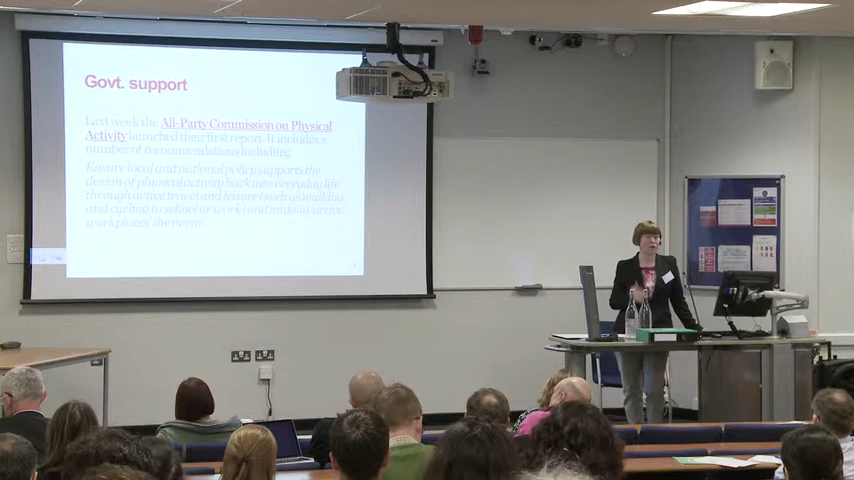 Govt. support
Last week the All-Party Commission on Physical
Activity launched their first report. It includes a
number of recommendations including:
Ensure local and national policy supports the
design of physical activity back into everyday life
through active travel and leisure (such as walking
and cycling to school or work) and making 'active
workplaces' the norm.